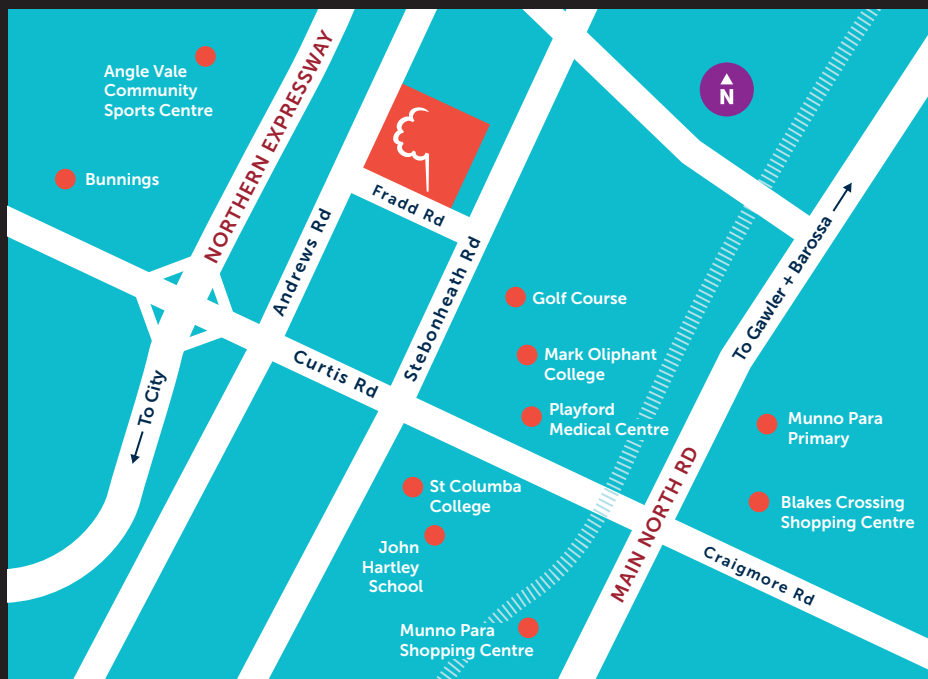 Angle Vale
Community
Sports Centre
Bunnings
NORTHERN EXPRESSWAY
N
Fradd Rd
Andrews Rd
Stebonheath Rd
To Gawler + Barossa
Golf Course
Mark Oliphant
College
Curtis Rd
To City
Playford
Medical Centre
Munno Para
Primary
St Columba
College
MAIN NORTH RD
Blakes Crossing
Shopping Centre
John
Hartley
School
Craigmore Rd
Munno Para
Shopping Centre